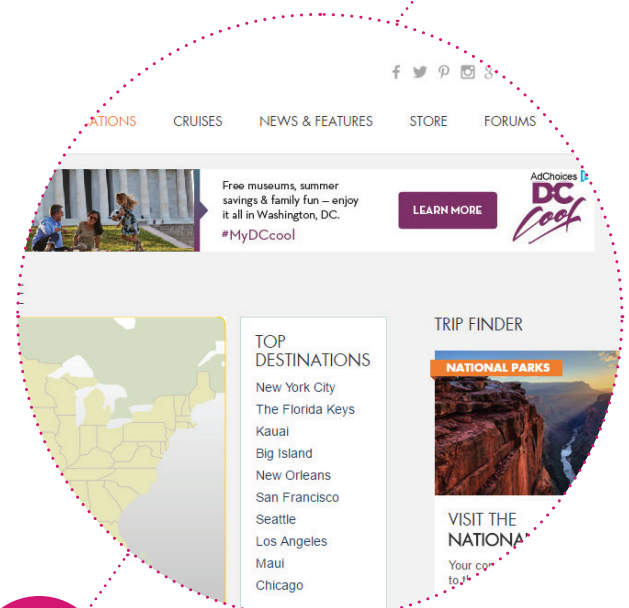 ATIONS CRUISES NEWS & FEATURES STORE FORUMS
AdChoices
Free museums, summer
savings & family fun – enjoy
it all in Washington, DC.
#MyDCcool
LEARN MORE
DC
Cool
TOP
DESTINATIONS
New York City
The Florida Keys
Kauai
Big Island
New Orleans
San Francisco
Seattle
Los Angeles
Maui
Chicago
TRIP FINDER
NATIONAL PARKS
VISIT THE
NATIONA
Your
to